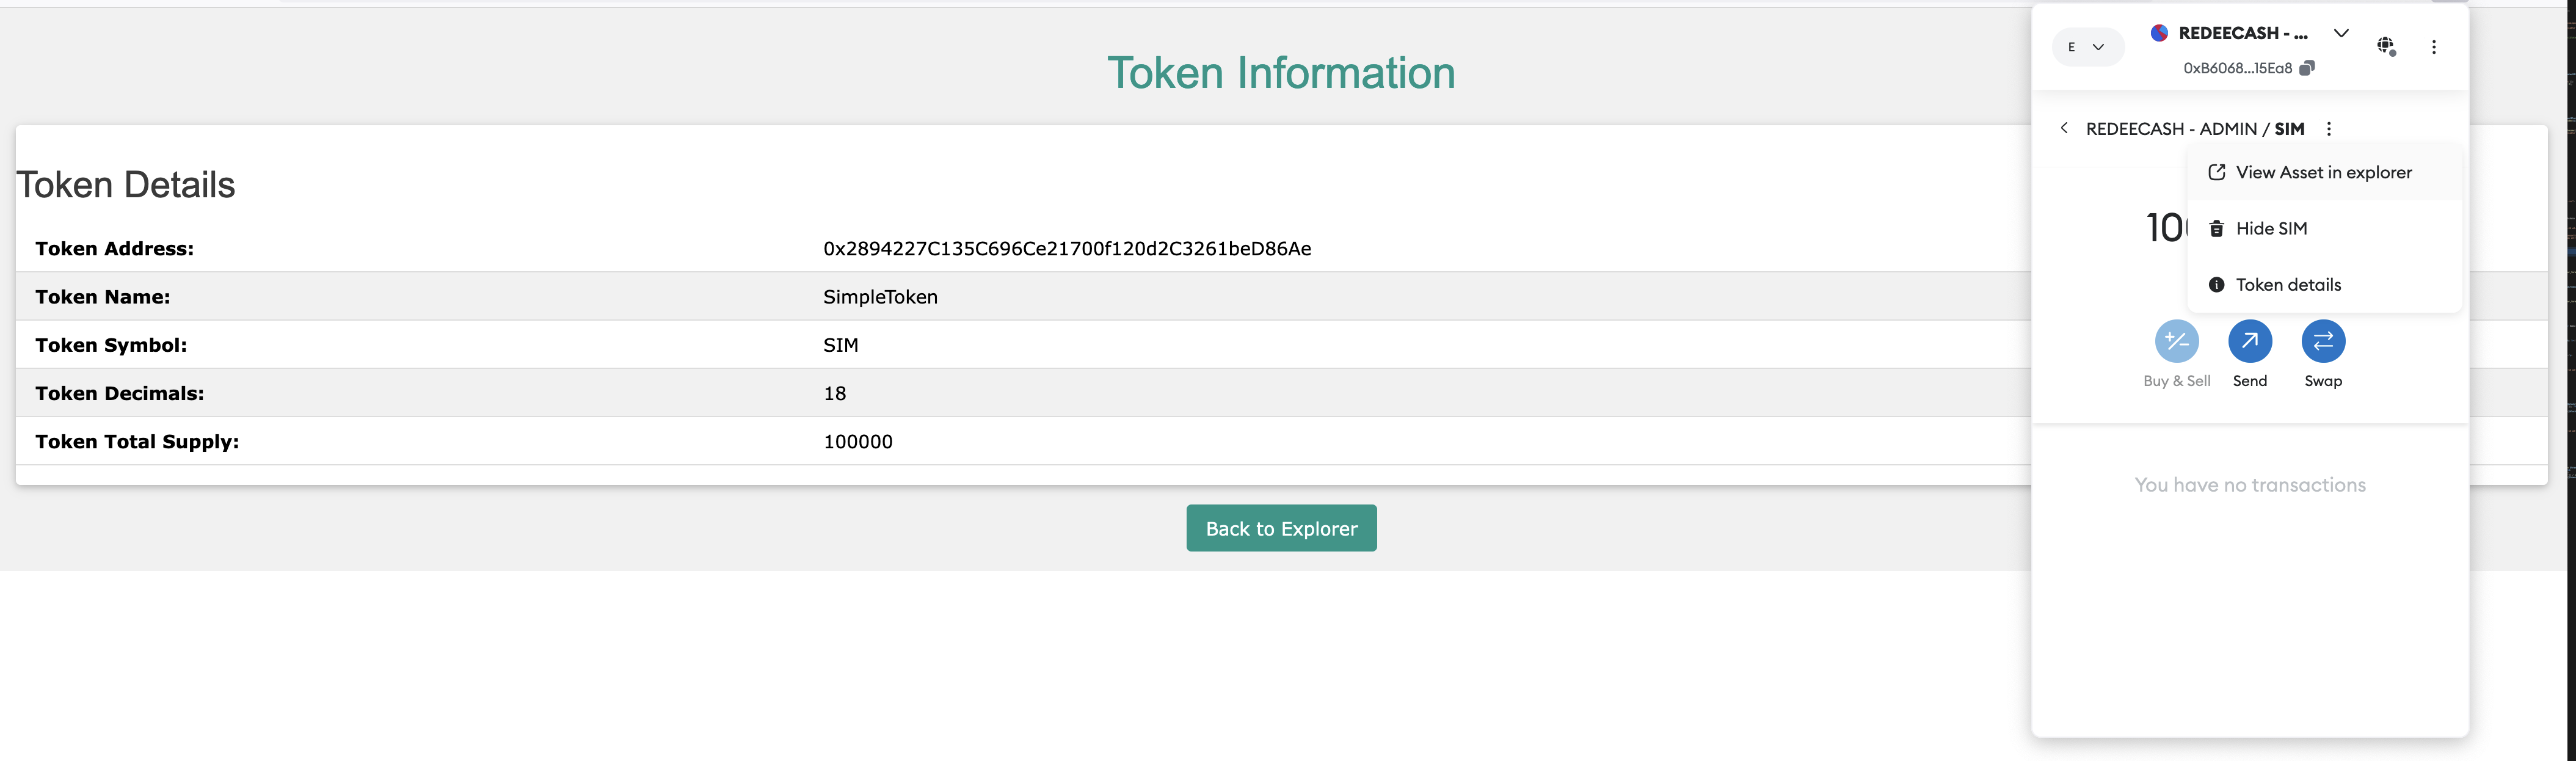 Token Information
Token Details
Token Address: 0x2894227C135C696Ce21700f120d2C3261beD86Ae
Token Name: SimpleToken
Token Symbol: SIM
Token Decimals: 18
Token Total Supply: 100000
Back to Explorer
E
REDEECASH - ...
0xB6068...15Ea8
REDEECASH - ADMIN / SIM
View Asset in explorer
Hide SIM
Token details
Buy & Sell Send Swap
You have no transactions